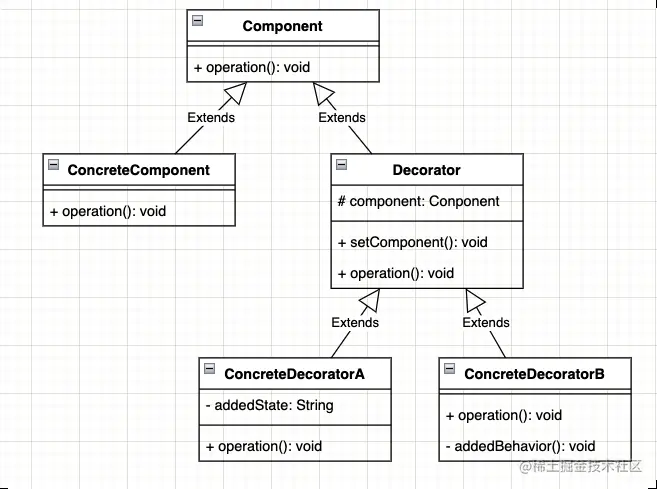 Component
+ operation(): void
Extends
Extends
ConcreteComponent
+ operation(): void
Decorator
# component: Conponent
+ setComponent(): void
+ operation(): void
Extends
Extends
ConcreteDecoratorA
- addedState: String
+ operation(): void
ConcreteDecoratorB
+ operation(): void
- addedBehavior(): void
@稀土掘金技术社区